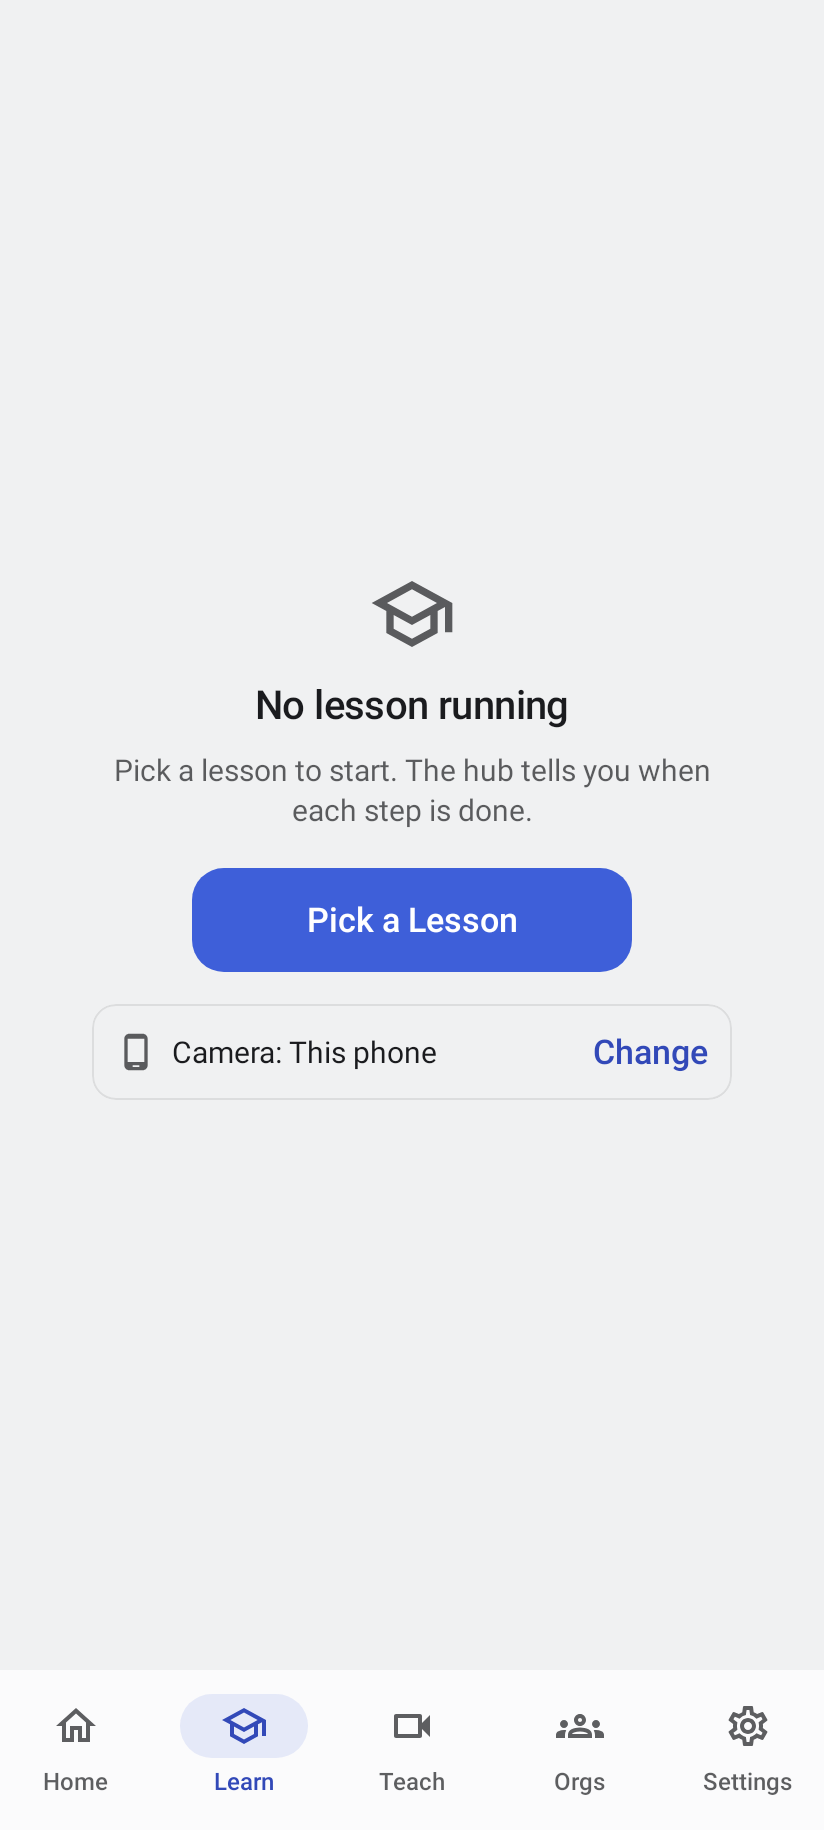 No lesson running
Pick a lesson to start. The hub tells you when
each step is done.
Pick a Lesson
Camera: This phone
Change
Home
Learn
Teach
Orgs
Settings